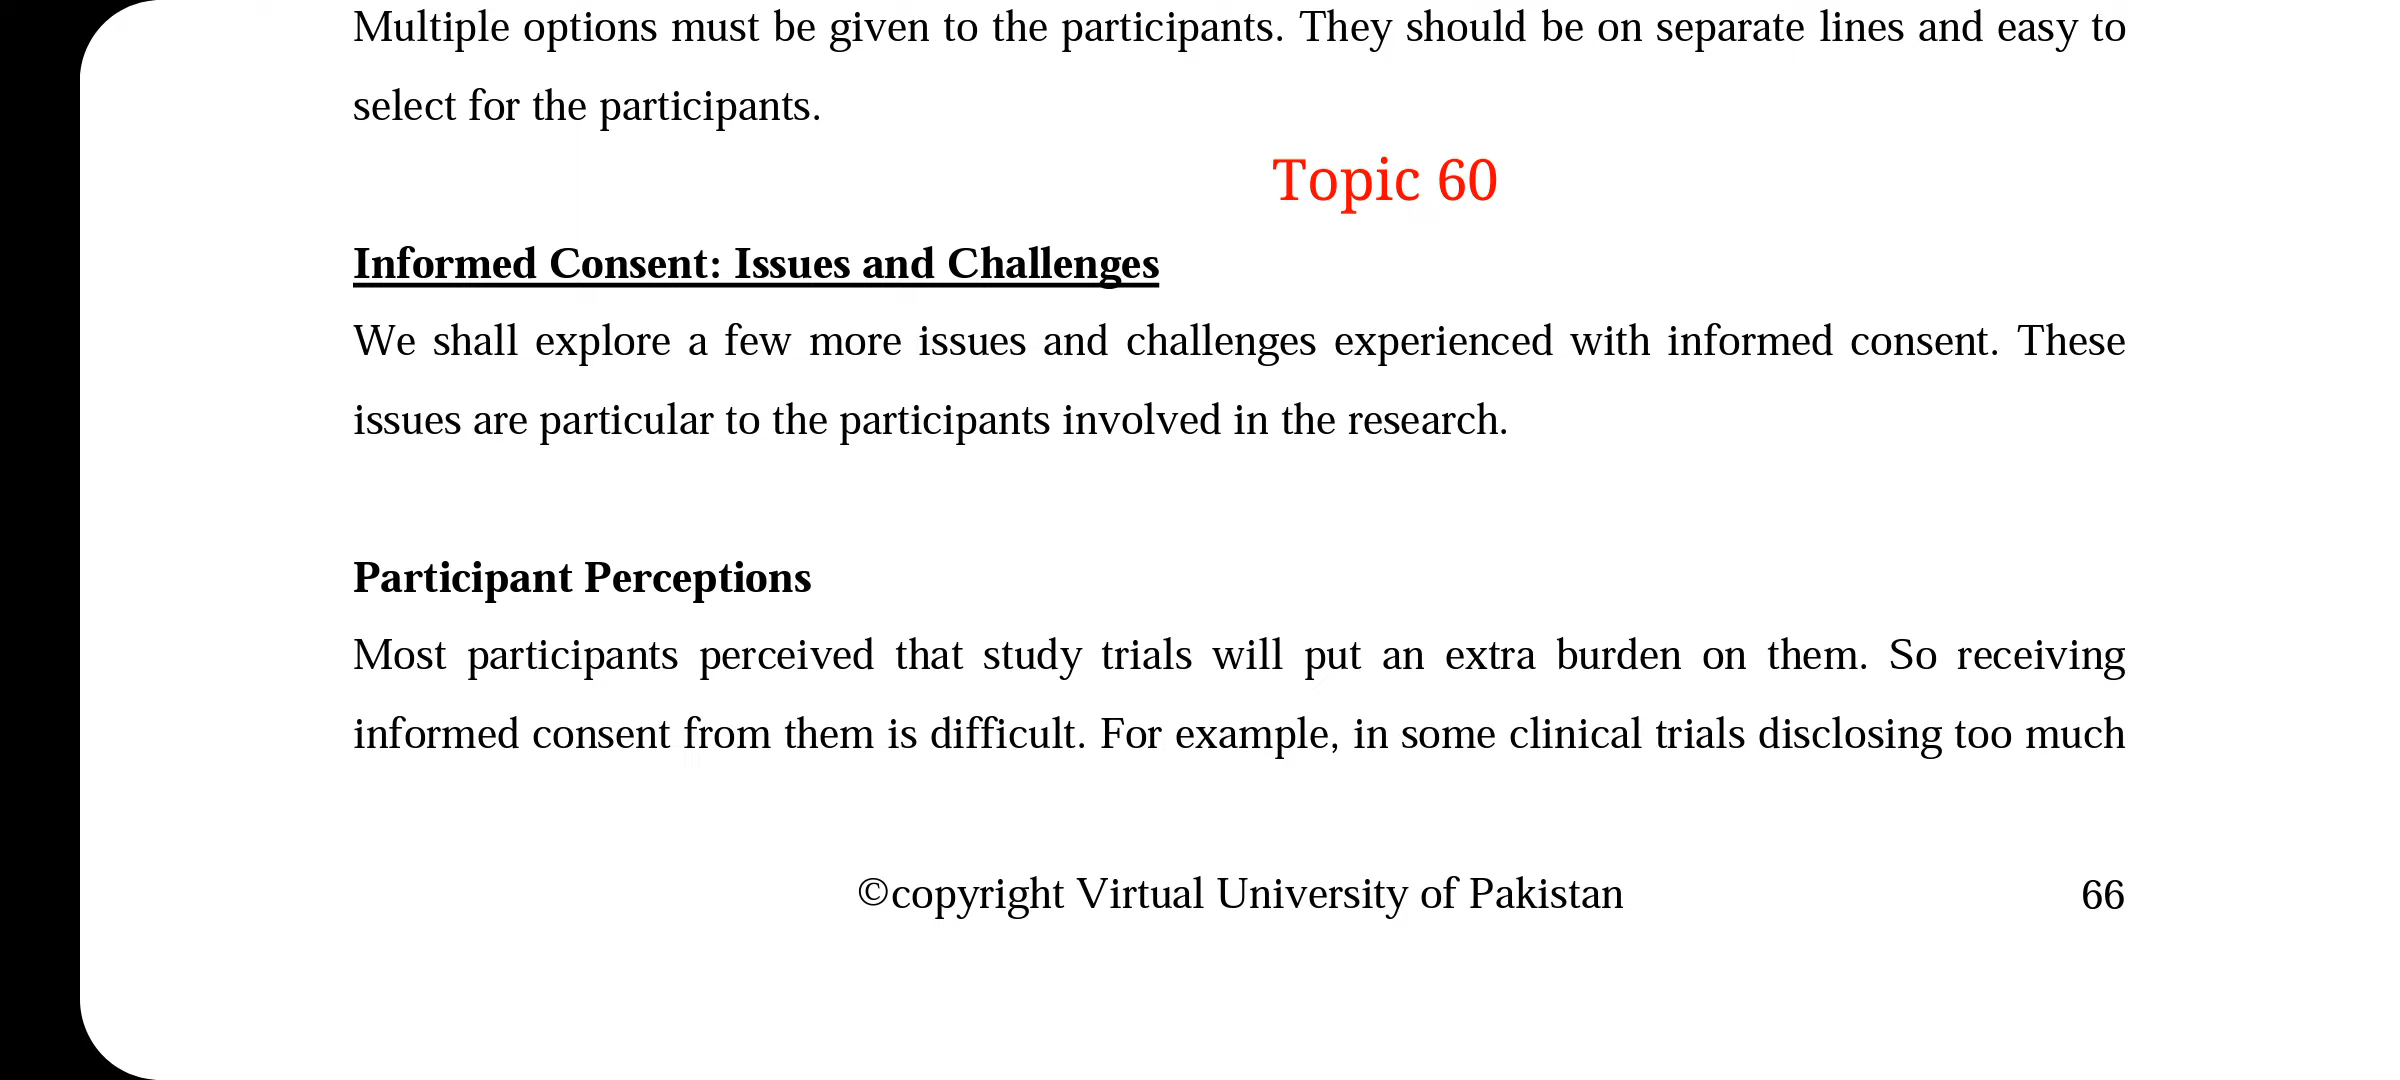 Multiple options must be given to the participants. They should be on separate lines and easy to
select for the participants.
Topic 60
Informed Consent: Issues and Challenges
We shall explore a few more issues and challenges experienced with informed consent. These
issues are particular to the participants involved in the research.
Participant Perceptions
Most participants perceived that study trials will put an extra burden on them. So receiving
informed consent from them is difficult. For example, in some clinical trials disclosing too much
©copyright Virtual University of Pakistan 66